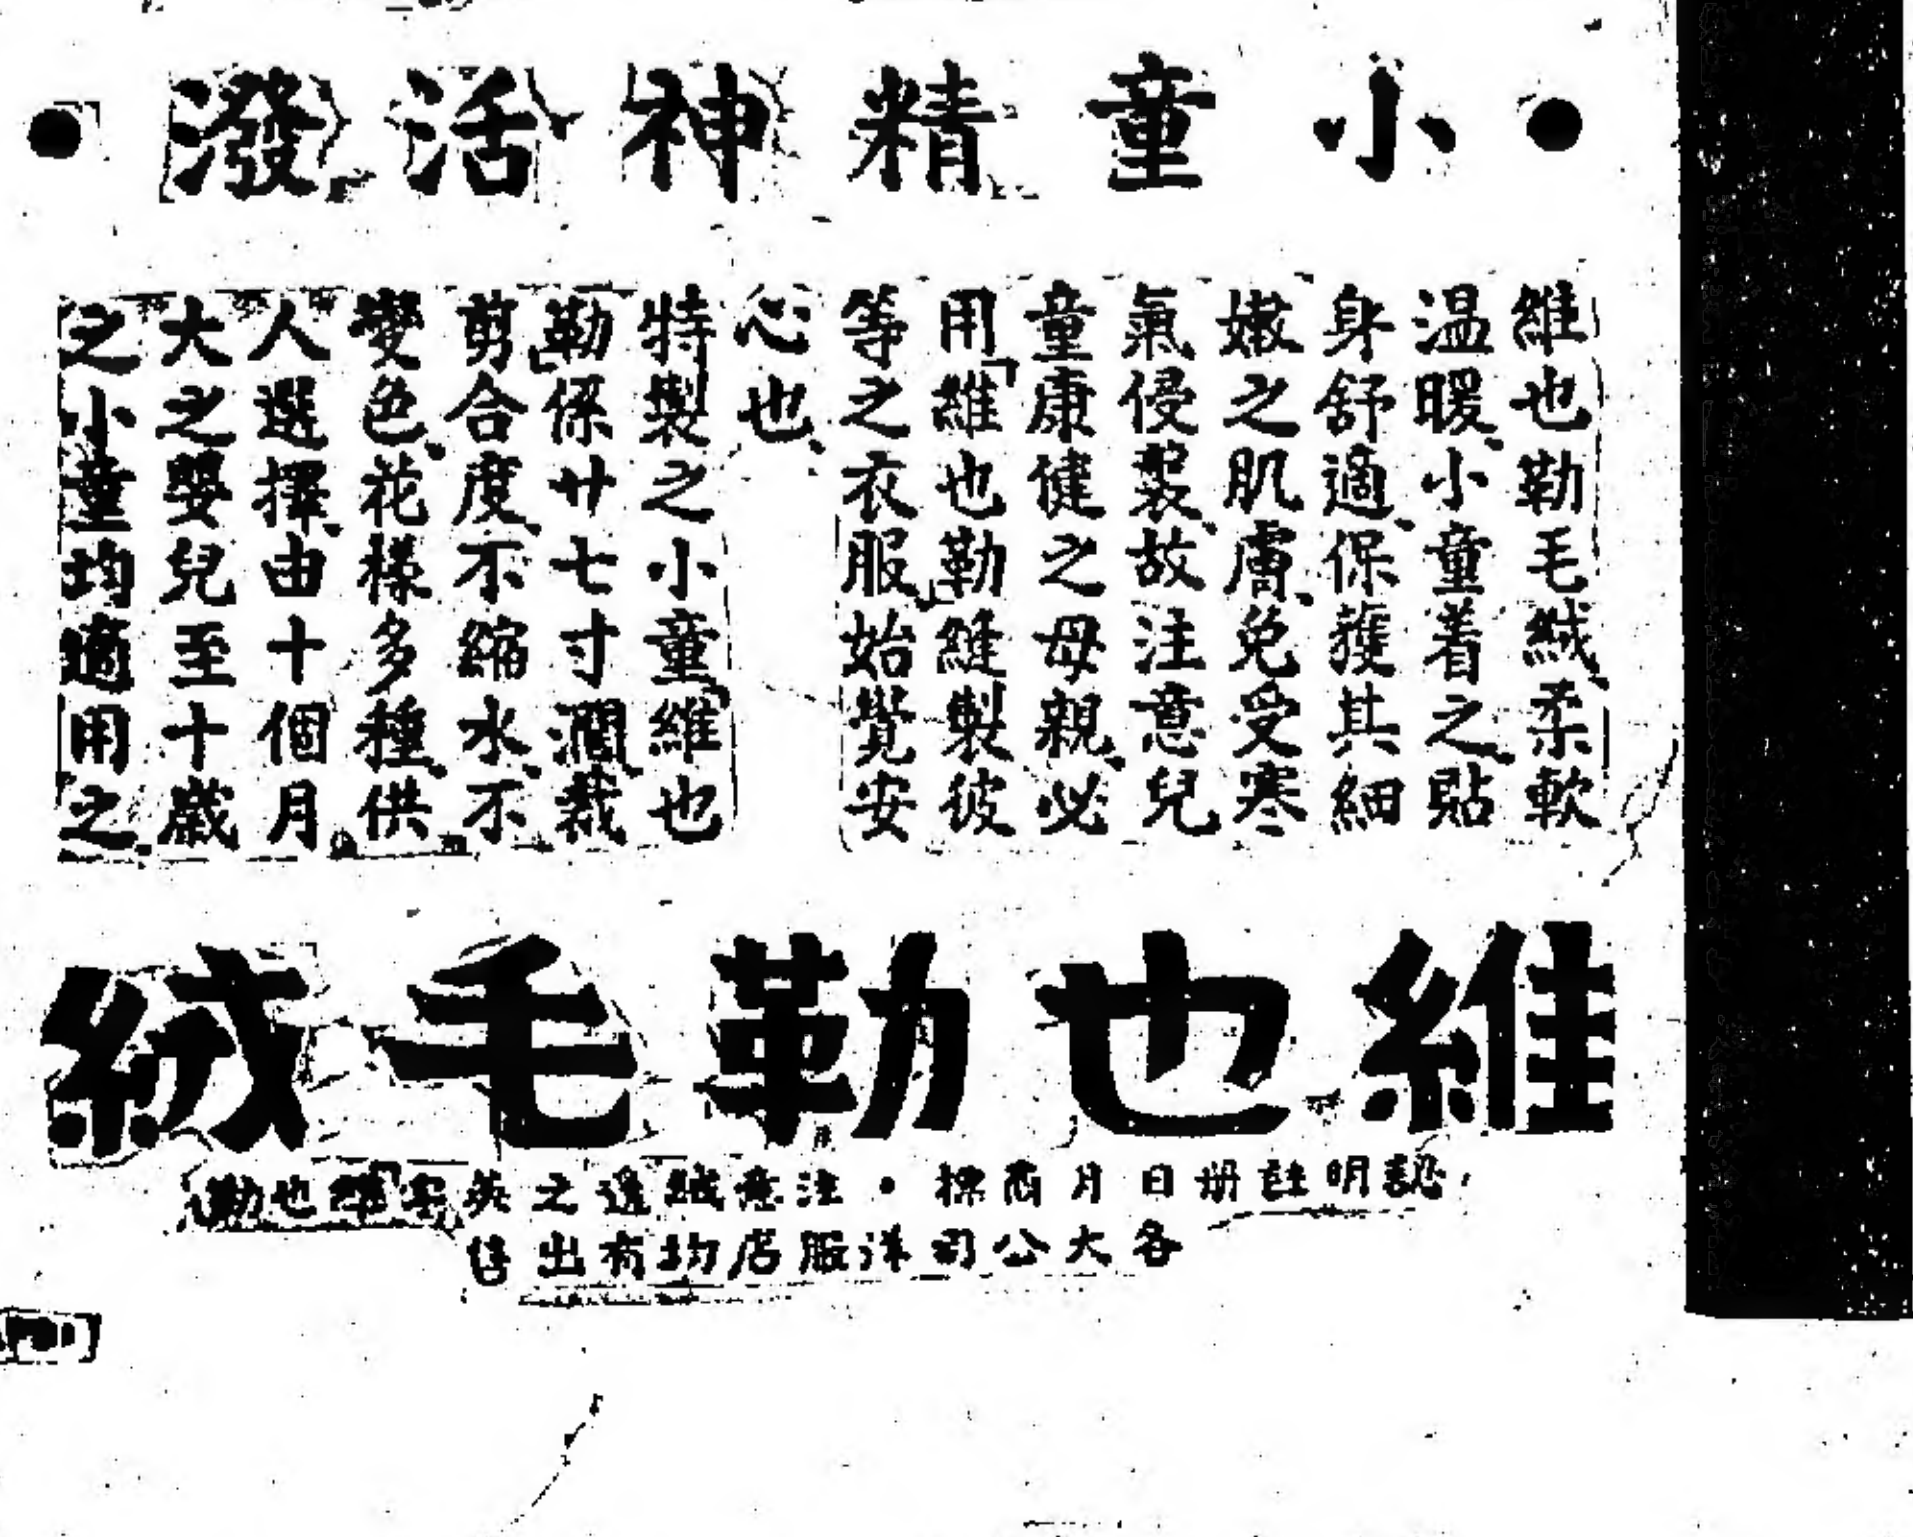 小童精神活潑
維也勒毛絨、柔軟
温暖、小童着之、貼
身舒適、保護其細
嫩之肌膚、免受寒
氣侵襲、故注意兒
童康健之母親、必
用「維也勒」縫製彼
等之衣服、始覺安
心也、
特製之小童「維也
勒」係廿七寸濶、裁
剪合度、不縮水、不
變色、花樣多種、供
人選擇、由十個月
大之嬰兒至十歲
之小童均適用之、
維也勒毛絨
認明註册日月商標・注意絨邊之英字「維也勒」
各大公司洋服店均有出售